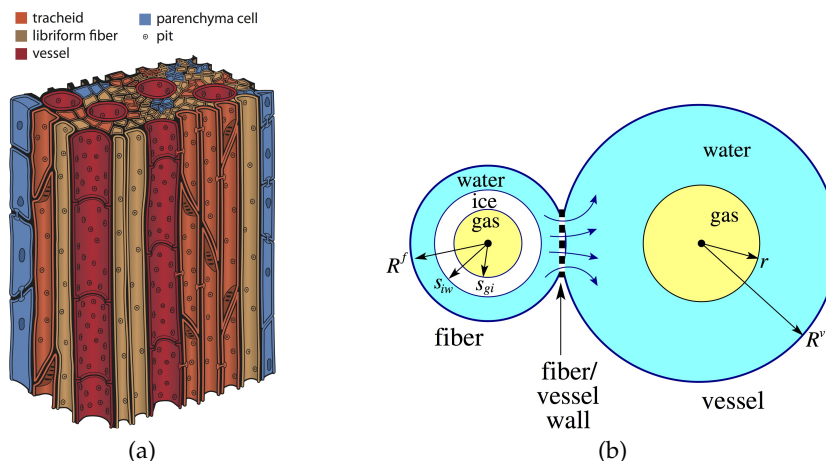 tracheid
libriform fiber
vessel
parenchyma cell
pit
(a)
water
ice
gas
R^f
s_iw
s_gi
fiber
fiber/
vessel
wall
water
gas
r
R^v
vessel
(b)